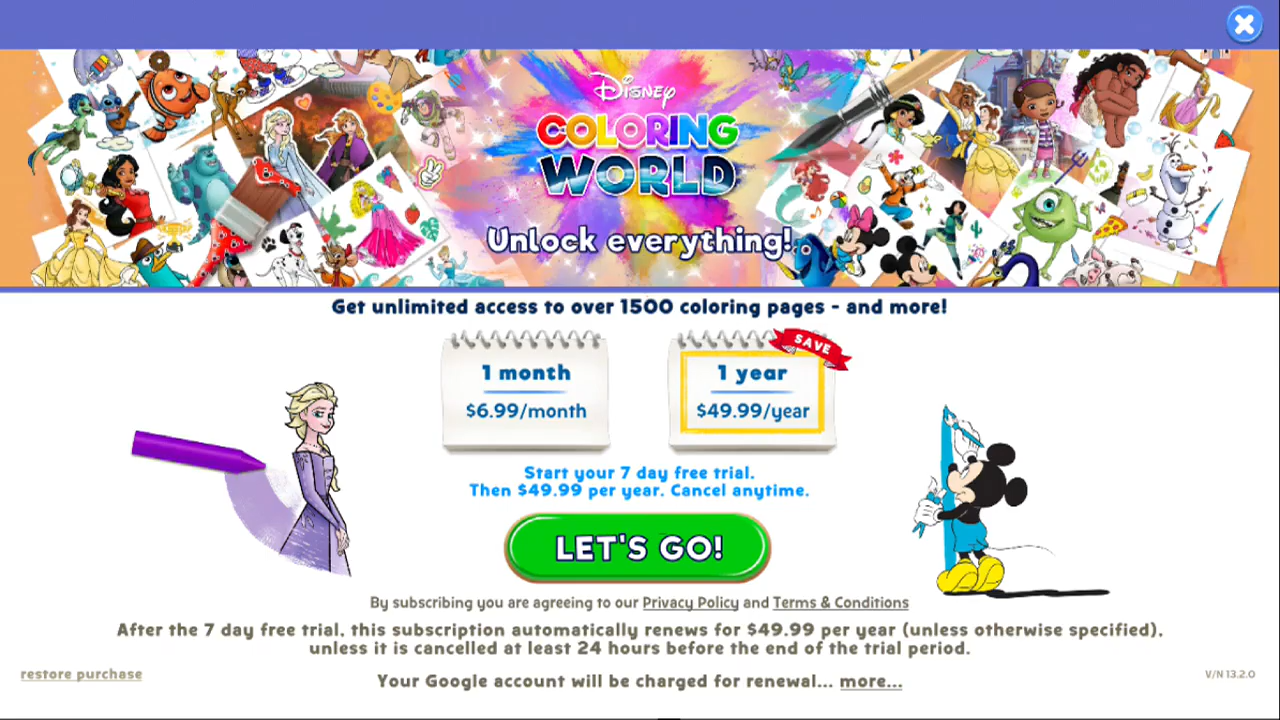 Disney
COLORING
WORLD
Unlock everything!
Get unlimited access to over 1500 coloring pages - and more!
1 month
$6.99/month
SAVE
1 year
$49.99/year
Start your 7 day free trial.
Then $49.99 per year. Cancel anytime.
LET'S GO!
By subscribing you are agreeing to our Privacy Policy and Terms & Conditions
After the 7 day free trial, this subscription automatically renews for $49.99 per year (unless otherwise specified),
unless it is cancelled at least 24 hours before the end of the trial period.
restore purchase
Your Google account will be charged for renewal... more...
V/N 13.2.0